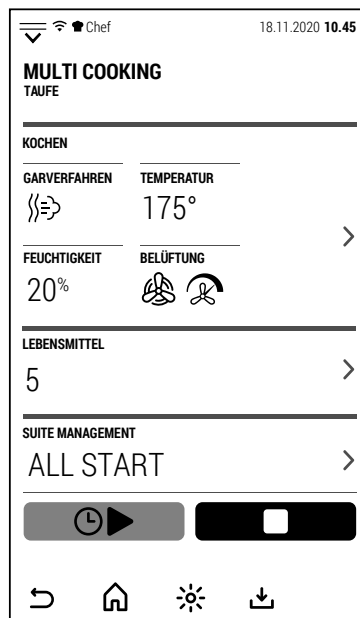 Chef 18.11.2020 10.45
MULTI COOKING
TAUFE
KOCHEN
GARVERFAHREN TEMPERATUR
175°
FEUCHTIGKEIT BELÜFTUNG
20%
LEBENSMITTEL
5
SUITE MANAGEMENT
ALL START